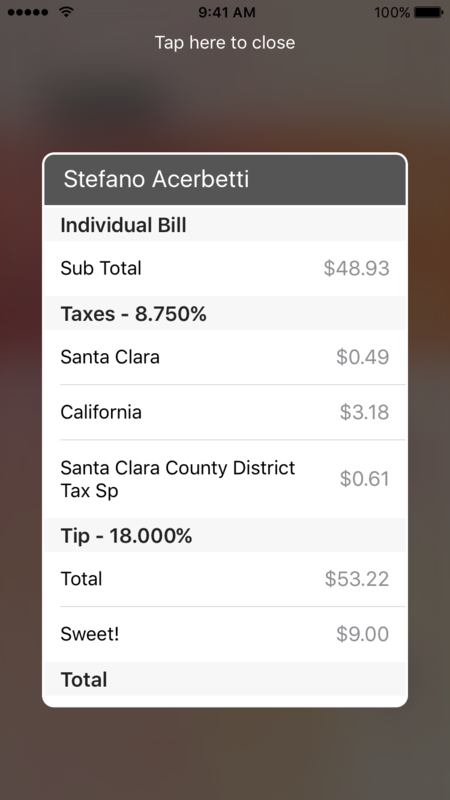 9:41 AM
100%
Tap here to close
Stefano Acerbetti
Individual Bill
Sub Total $48.93
Taxes - 8.750%
Santa Clara $0.49
California $3.18
Santa Clara County District
Tax Sp $0.61
Tip - 18.000%
Total $53.22
Sweet! $9.00
Total